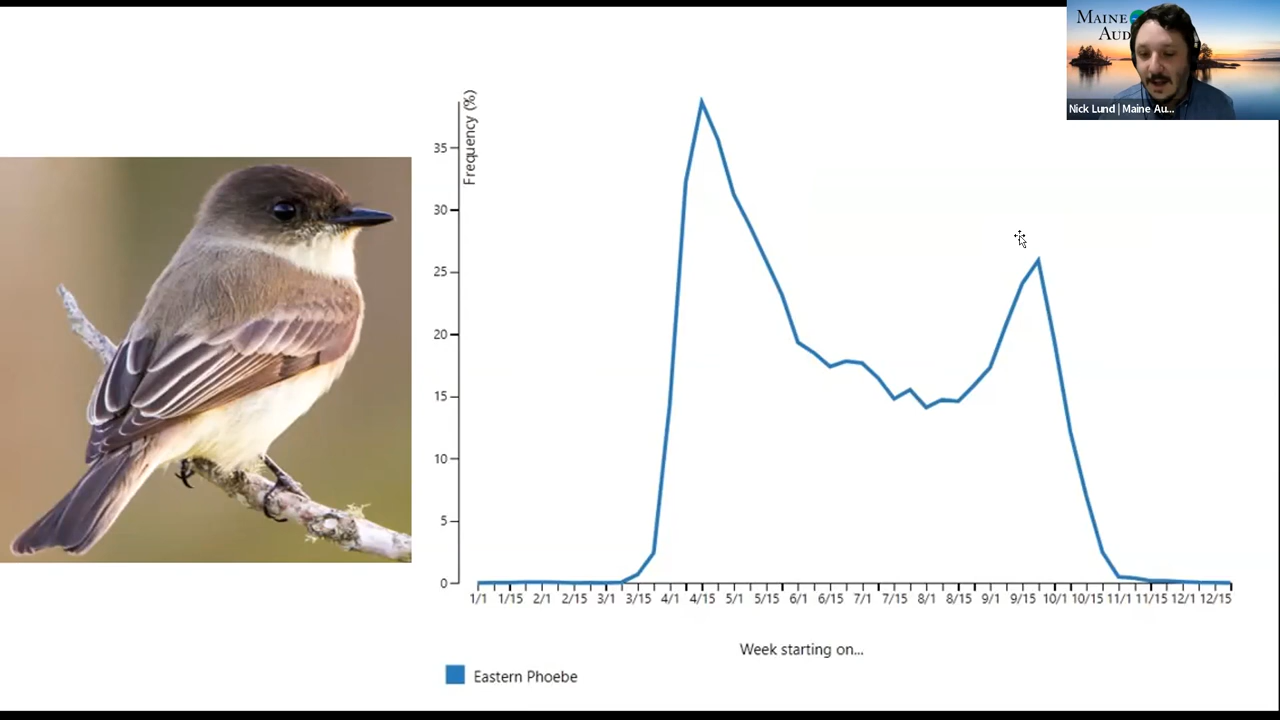 MAINE
AUD
Nick Lund | Maine Au...
Frequency (%)
35
30
25
20
15
10
5
0
1/1 1/15 2/1 2/15 3/1 3/15 4/1 4/15 5/1 5/15 6/1 6/15 7/1 7/15 8/1 8/15 9/1 9/15 10/1 10/15 11/1 11/15 12/1 12/15
Week starting on...
Eastern Phoebe